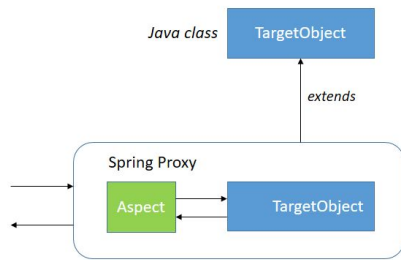 Java class
TargetObject
extends
Spring Proxy
Aspect
TargetObject